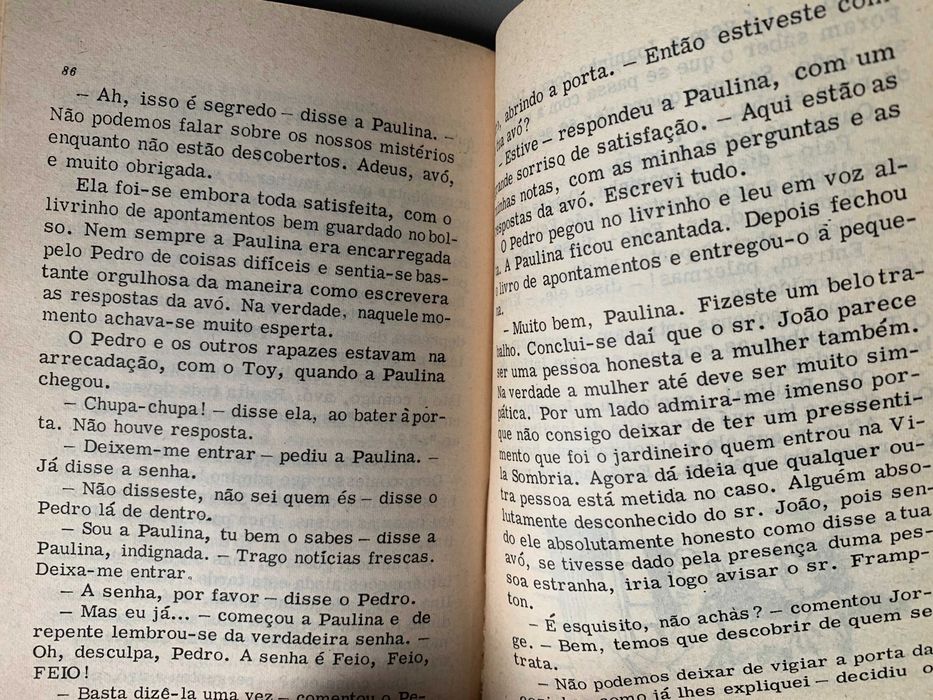 86
— Ah, isso é segredo — disse a Paulina. —
Não podemos falar sobre os nossos mistérios
enquanto não estão descobertos. Adeus, avó,
e muito obrigada.
Ela foi-se embora toda satisfeita, com o
livrinho de apontamentos bem guardado no bol-
so. Nem sempre a Paulina era encarregada
pelo Pedro de coisas difíceis e sentia-se bas-
tante orgulhosa da maneira como escrevera
as respostas da avó. Na verdade, naquele mo-
mento achava-se muito esperta.
O Pedro e os outros rapazes estavam na
arrecadação, com o Toy, quando a Paulina
chegou.
— Chupa-chupa! — disse ela, ao bater à por-
ta. Não houve resposta.
— Deixem-me entrar — pediu a Paulina. —
Já disse a senha.
— Não disseste, não sei quem és — disse o
Pedro lá de dentro.
— Sou a Paulina, tu bem o sabes — disse a
Paulina, indignada. — Trago notícias frescas.
Deixa-me entrar.
— A senha, por favor — disse o Pedro.
— Mas eu já... — começou a Paulina e de
repente lembrou-se da verdadeira senha. —
Oh, desculpa, Pedro. A senha é Feio, Feio,
FEIO!
— Basta dizê-la uma vez — comentou o Pe-
abrindo a porta. — Então estiveste com
a avó?
— Estive — respondeu a Paulina, com um
grande sorriso de satisfação. — Aqui estão as
minhas notas, com as minhas perguntas e as
respostas da avó. Escrevi tudo.
O Pedro pegou no livrinho e leu em voz al-
ta. A Paulina ficou encantada. Depois fechou
o livro de apontamentos e entregou-o à peque-
na.
— Muito bem, Paulina. Fizeste um belo tra-
balho. Conclui-se daí que o sr. João parece
ser uma pessoa honesta e a mulher também.
Na verdade a mulher até deve ser muito sim-
pática. Por um lado admira-me imenso por-
que não consigo deixar de ter um pressenti-
mento que foi o jardineiro quem entrou na Vi-
la Sombria. Agora dá ideia que qualquer ou-
tra pessoa está metida no caso. Alguém abso-
lutamente desconhecido do sr. João, pois sen-
do ele absolutamente honesto como disse a tua
avó, se tivesse dado pela presença duma pes-
soa estranha, iria logo avisar o sr. Framp-
ton.
— É esquisito, não achàs? — comentou Jor-
ge. — Bem, temos que descobrir de quem se
trata.
— Não podemos deixar de vigiar a porta da
como já lhes expliquei — decidiu o